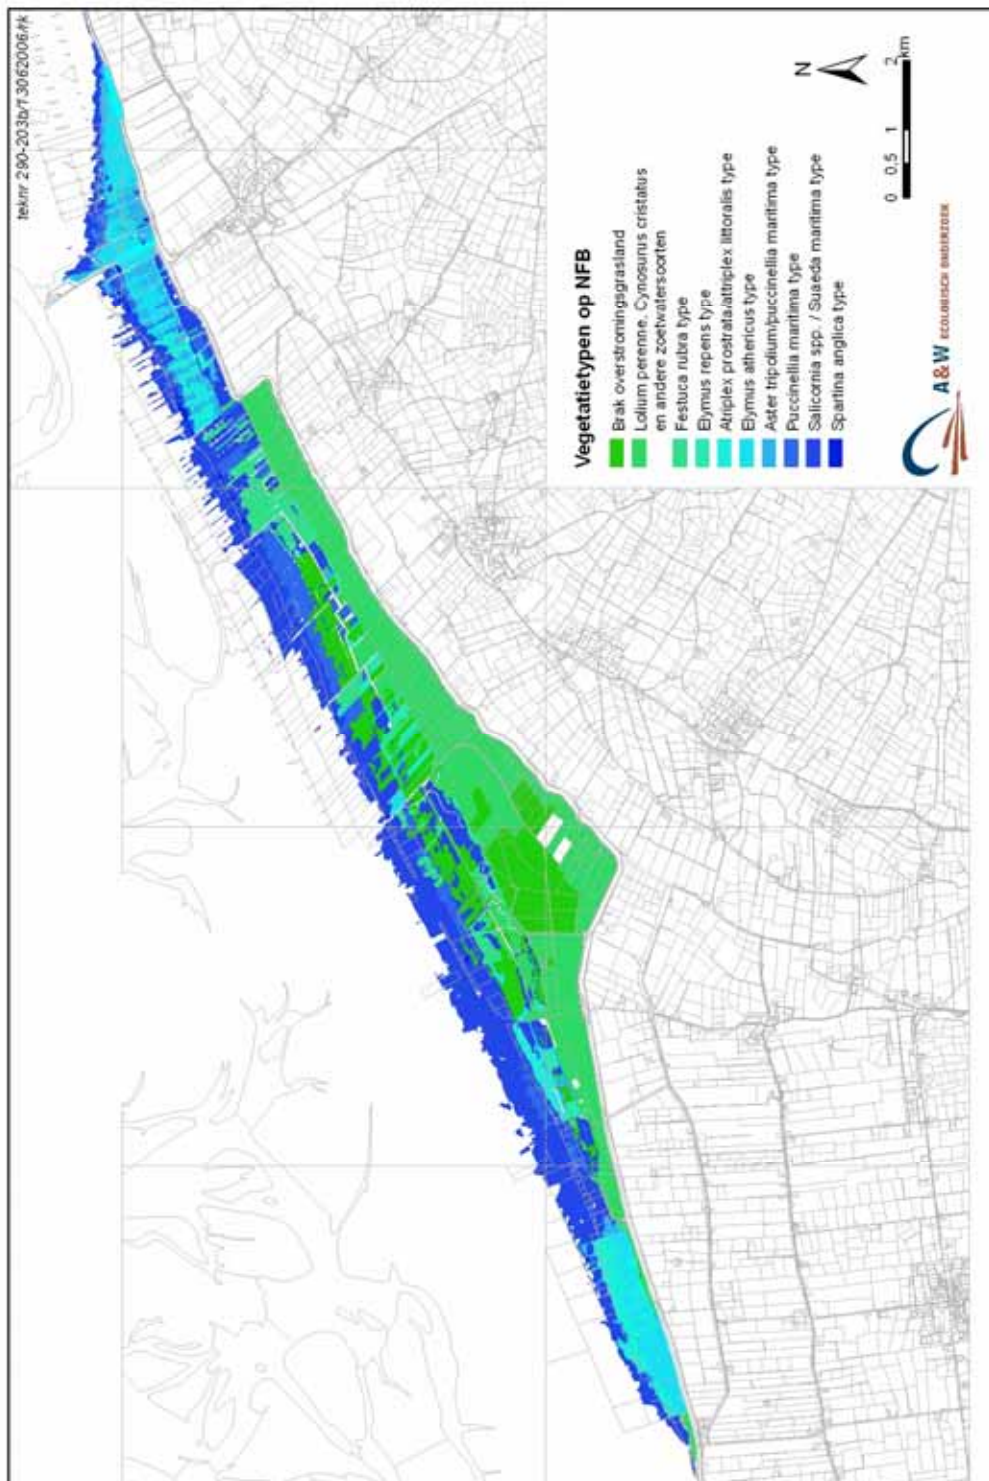 teknr 290-203b/13062006/rk
Vegetatietypen op NFB
Brak overstromingsgrasland
Lolium perenne, Cynosurus cristatus
en andere zoetwatersoorten
Festuca rubra type
Elymus repens type
Atriplex prostrata/attriplex littoralis type
Elymus athericus type
Aster tripolium/puccinellia maritima type
Puccinellia maritima type
Salicornia spp. / Suaeda maritima type
Spartina anglica type
N
0 0,5 1 2
km
A&W ECOLOGISCH ONDERZOEK